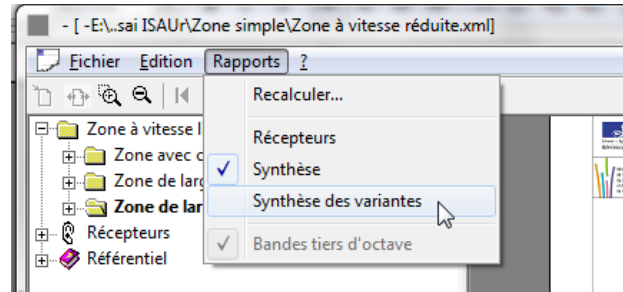 - [ -E:\..sai ISAUr\Zone simple\Zone à vitesse réduite.xml]
Fichier Edition Rapports ?
Recalculer...
Zone à vitesse l
Récepteurs
Zone avec c
Synthèse
Zone de larg
Synthèse des variantes
Zone de lar
Récepteurs
Bandes tiers d'octave
Référentiel